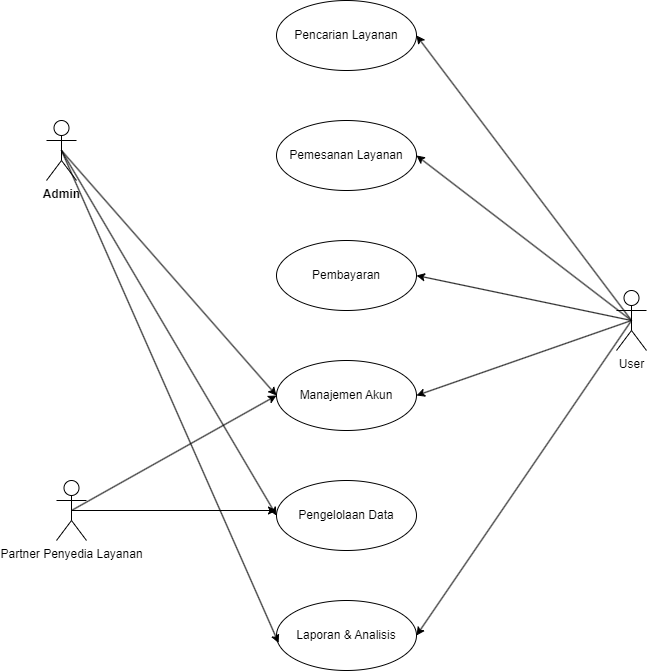 Pencarian Layanan
Pemesanan Layanan
Admin
Pembayaran
User
Manajemen Akun
Pengelolaan Data
Partner Penyedia Layanan
Laporan & Analisis